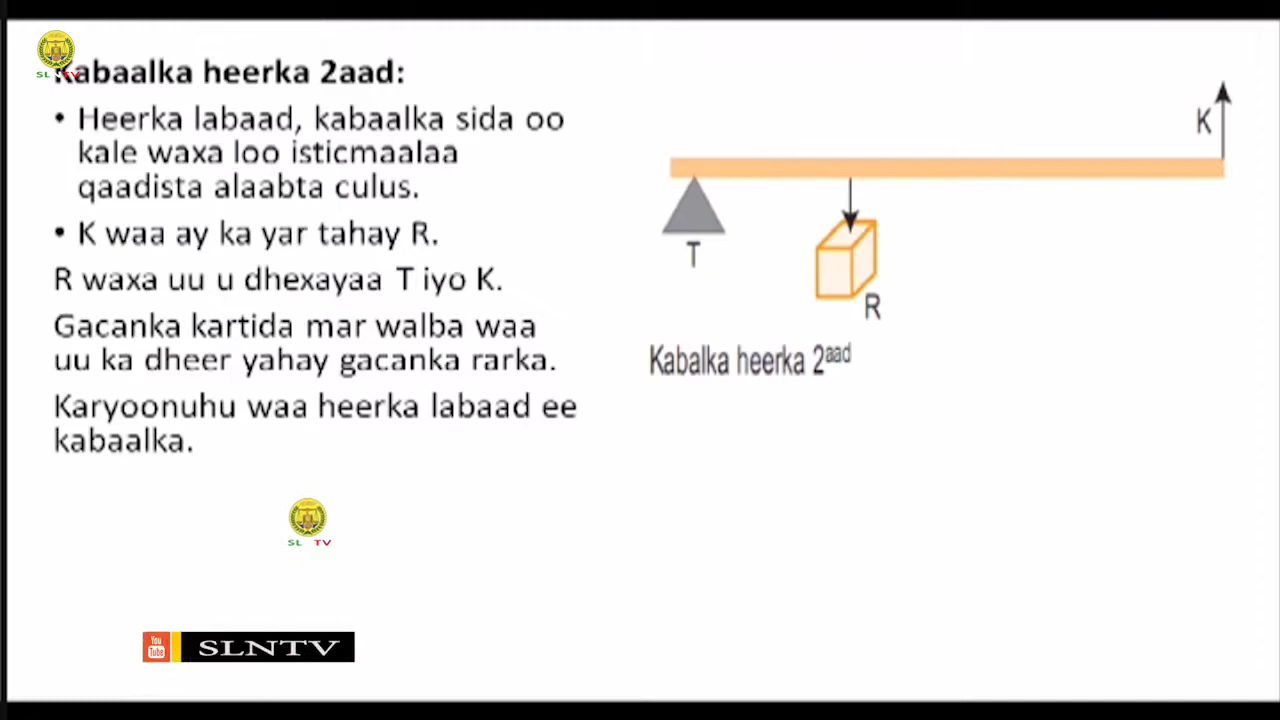 Kabaalka heerka 2aad:
• Heerka labaad, kabaalka sida oo
kale waxa loo isticmaalaa
qaadista alaabta culus.
• K waa ay ka yar tahay R.
R waxa uu u dhexayaa T iyo K.
Gacanka kartida mar walba waa
uu ka dheer yahay gacanka rarka.
Karyoonuhu waa heerka labaad ee
kabaalka.
K
T
R
Kabalka heerka 2aad
SL TV
SL TV
You
Tube
SLNTV